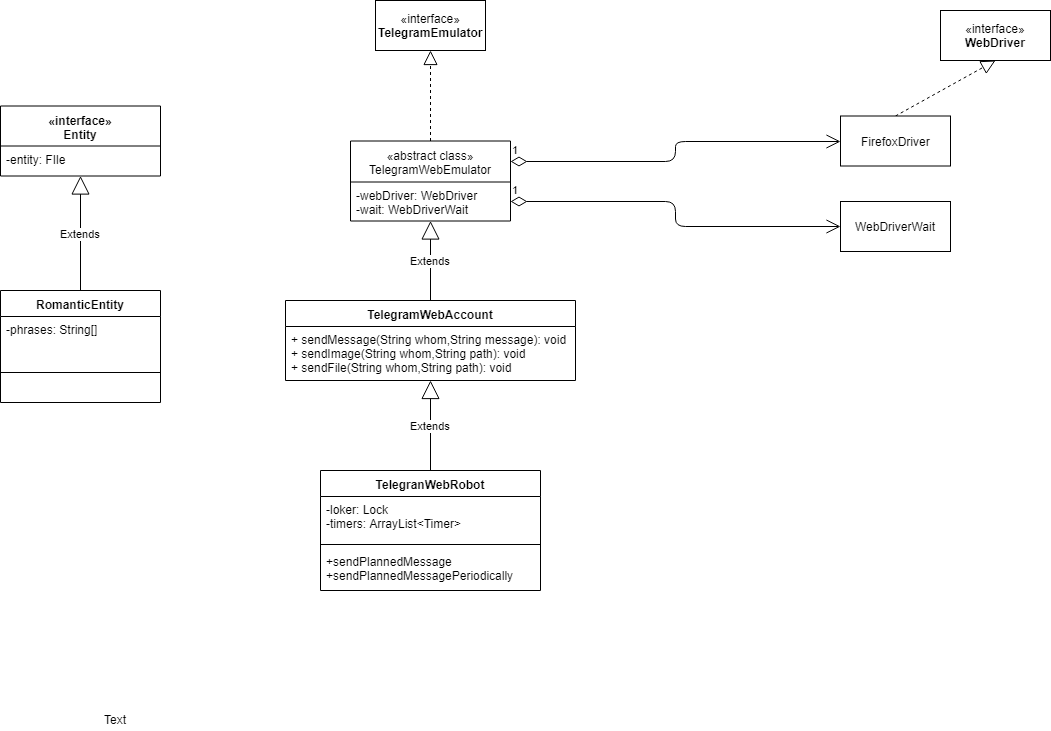 «interface»
TelegramEmulator
«interface»
WebDriver
«interface»
Entity
-entity: FIle
Extends
RomanticEntity
-phrases: String[]
«abstract class»
TelegramWebEmulator
-webDriver: WebDriver
-wait: WebDriverWait
1
1
FirefoxDriver
WebDriverWait
Extends
TelegramWebAccount
+ sendMessage(String whom,String message): void
+ sendImage(String whom,String path): void
+ sendFile(String whom,String path): void
Extends
TelegranWebRobot
-loker: Lock
-timers: ArrayList<Timer>
+sendPlannedMessage
+sendPlannedMessagePeriodically
Text